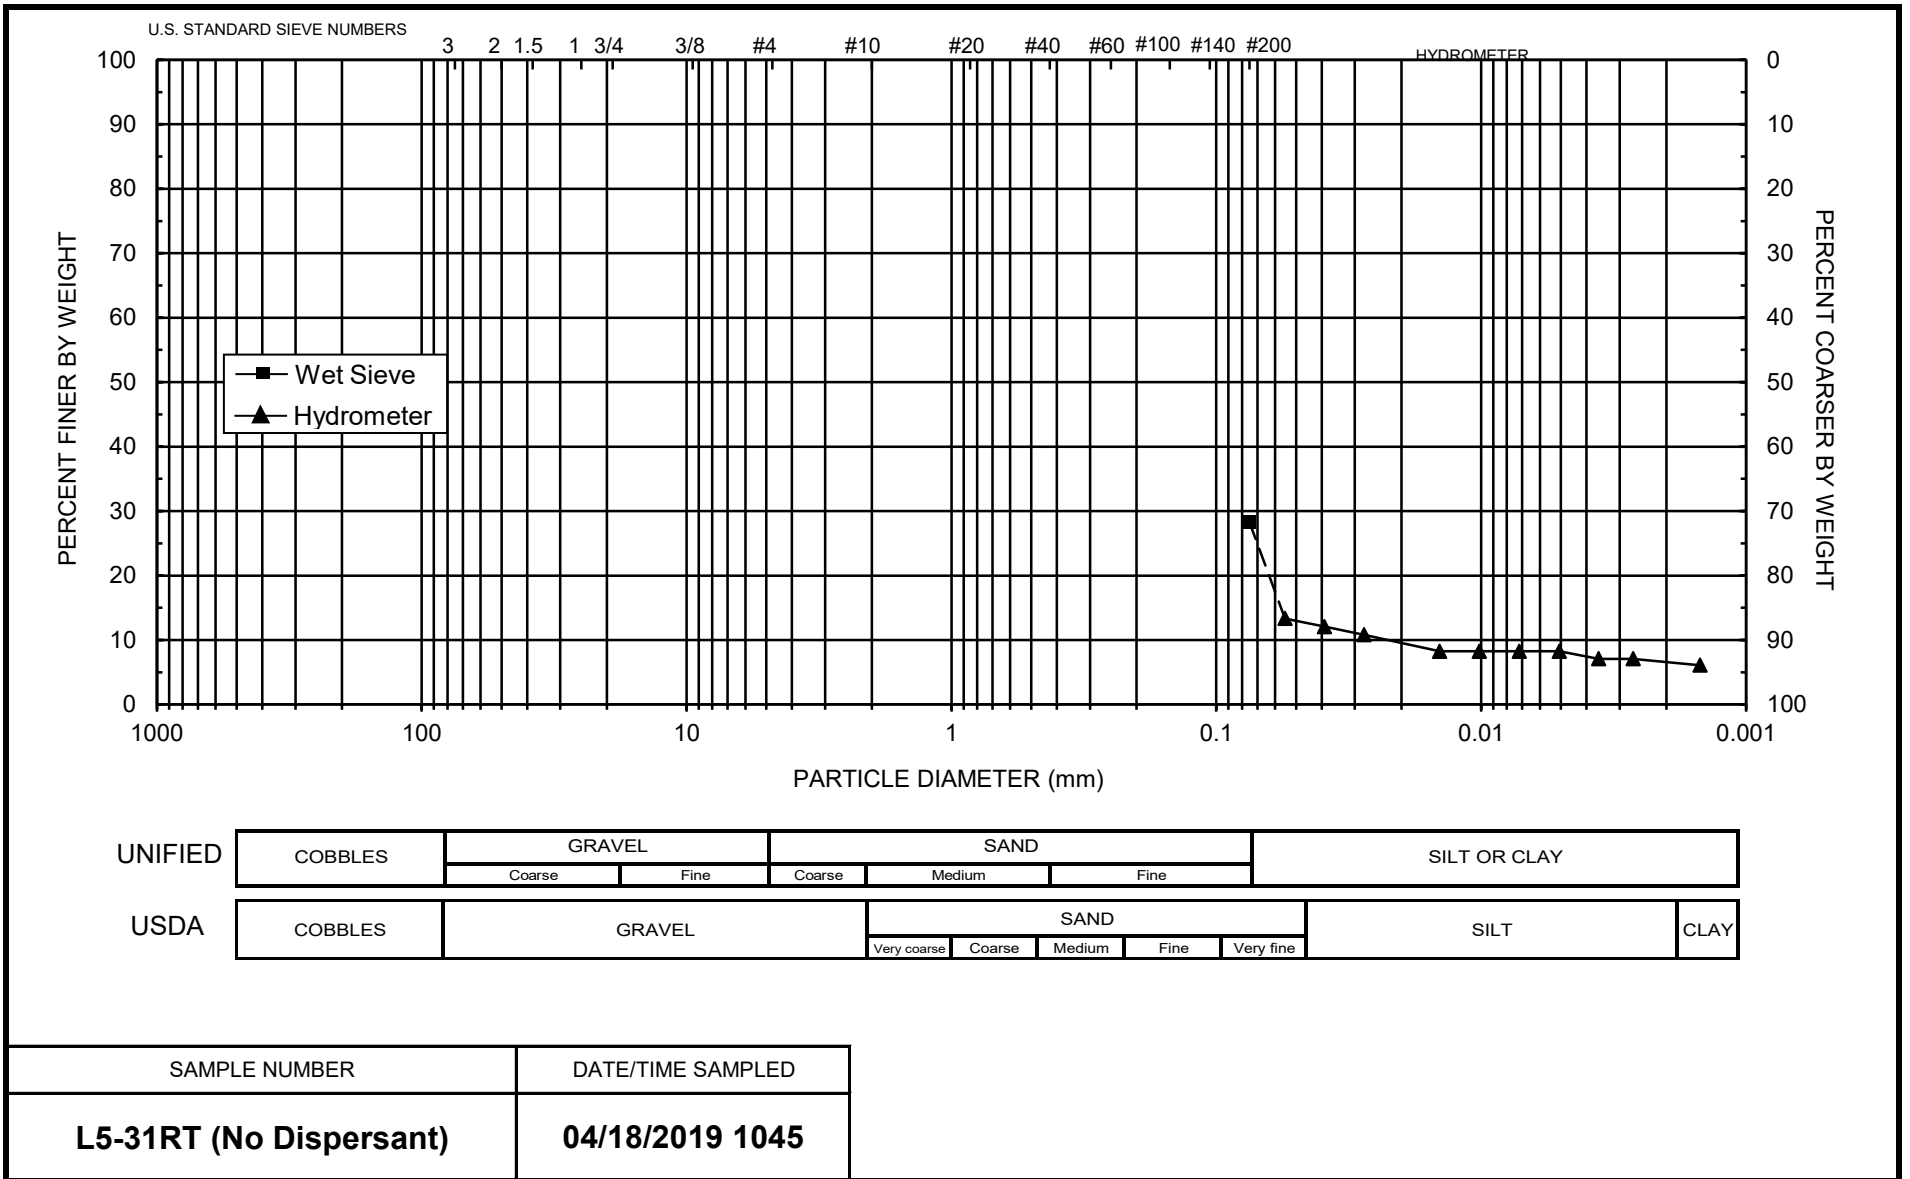 U.S. STANDARD SIEVE NUMBERS
3 2 1.5 1 3/4 3/8 #4 #10 #20 #40 #60 #100 #140 #200
HYDROMETER
100 0
90 10
80 20
70 30
60 40
50 50
40 60
30 70
20 80
10 90
0 100
PERCENT FINER BY WEIGHT
PERCENT COARSER BY WEIGHT
Wet Sieve
Hydrometer
1000 100 10 1 0.1 0.01 0.001
PARTICLE DIAMETER (mm)
UNIFIED
COBBLES
GRAVEL
Coarse Fine
SAND
Coarse Medium Fine
SILT OR CLAY
USDA
COBBLES
GRAVEL
SAND
Very coarse Coarse Medium Fine Very fine
SILT
CLAY
SAMPLE NUMBER DATE/TIME SAMPLED
L5-31RT (No Dispersant) 04/18/2019 1045